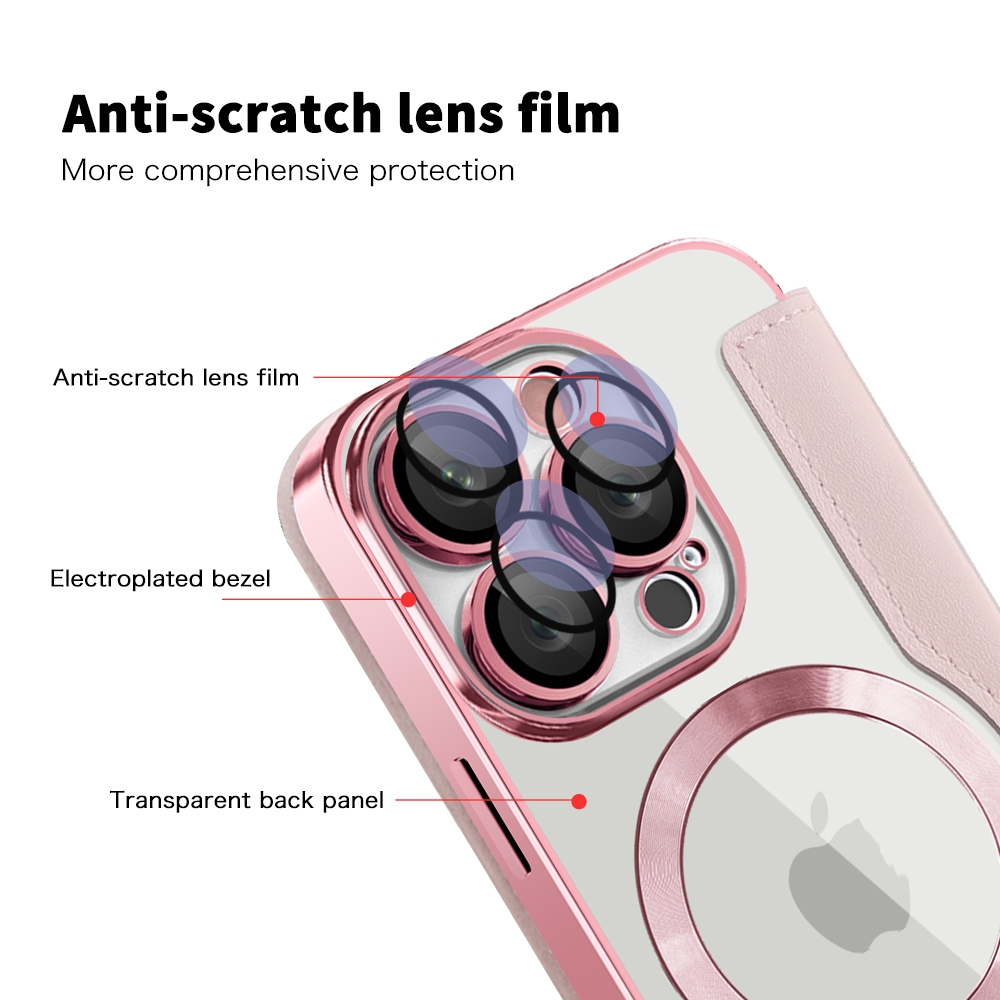 Anti-scratch lens film
More comprehensive protection
Anti-scratch lens film
Electroplated bezel
Transparent back panel